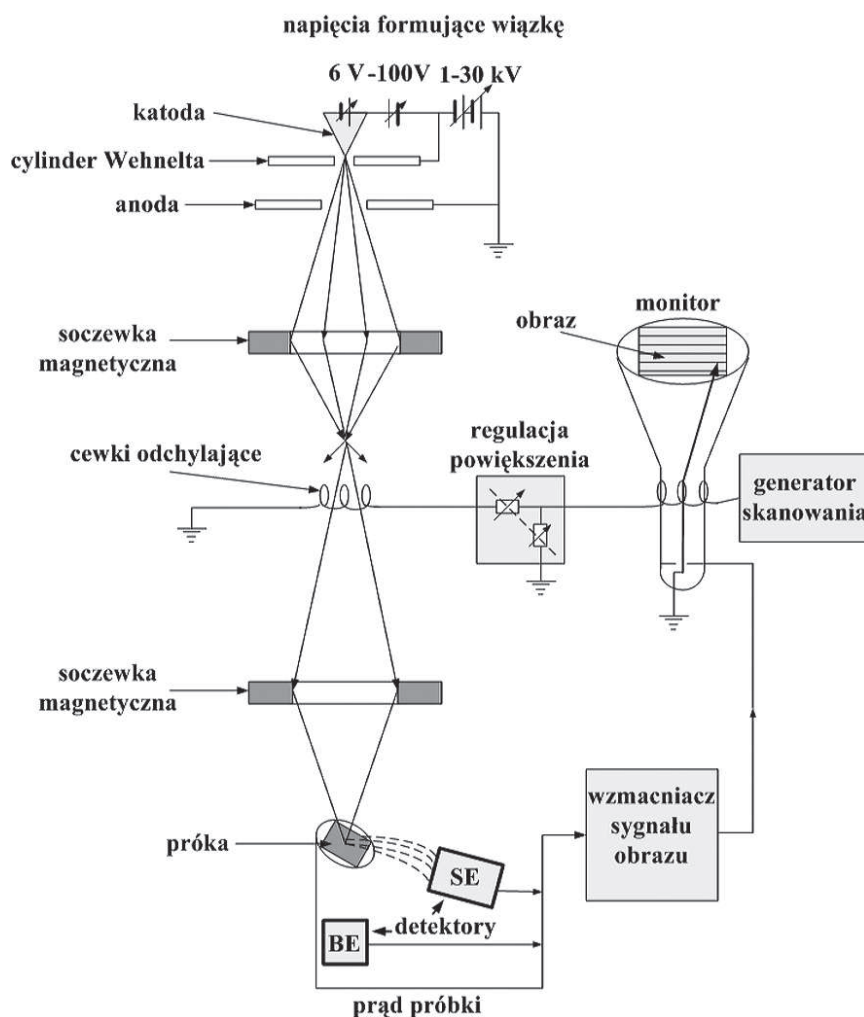 napięcia formujące wiązkę
6 V -100V 1-30 kV
katoda
cylinder Wehnelta
anoda
soczewka
magnetyczna
monitor
obraz
cewki odchylające
regulacja
powiększenia
generator
skanowania
soczewka
magnetyczna
wzmacniacz
sygnału
obrazu
próka
SE
detektory
BE
prąd próbki